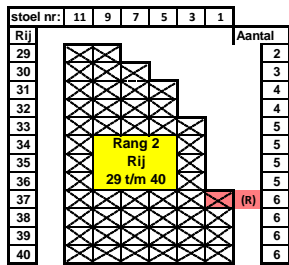 stoel nr: 11 9 7 5 3 1
Rij Aantal
29 2
30 3
31 4
32 4
33 5
34 Rang 2 5
35 Rij 5
36 29 t/m 40 5
37 (R) 6
38 6
39 6
40 6